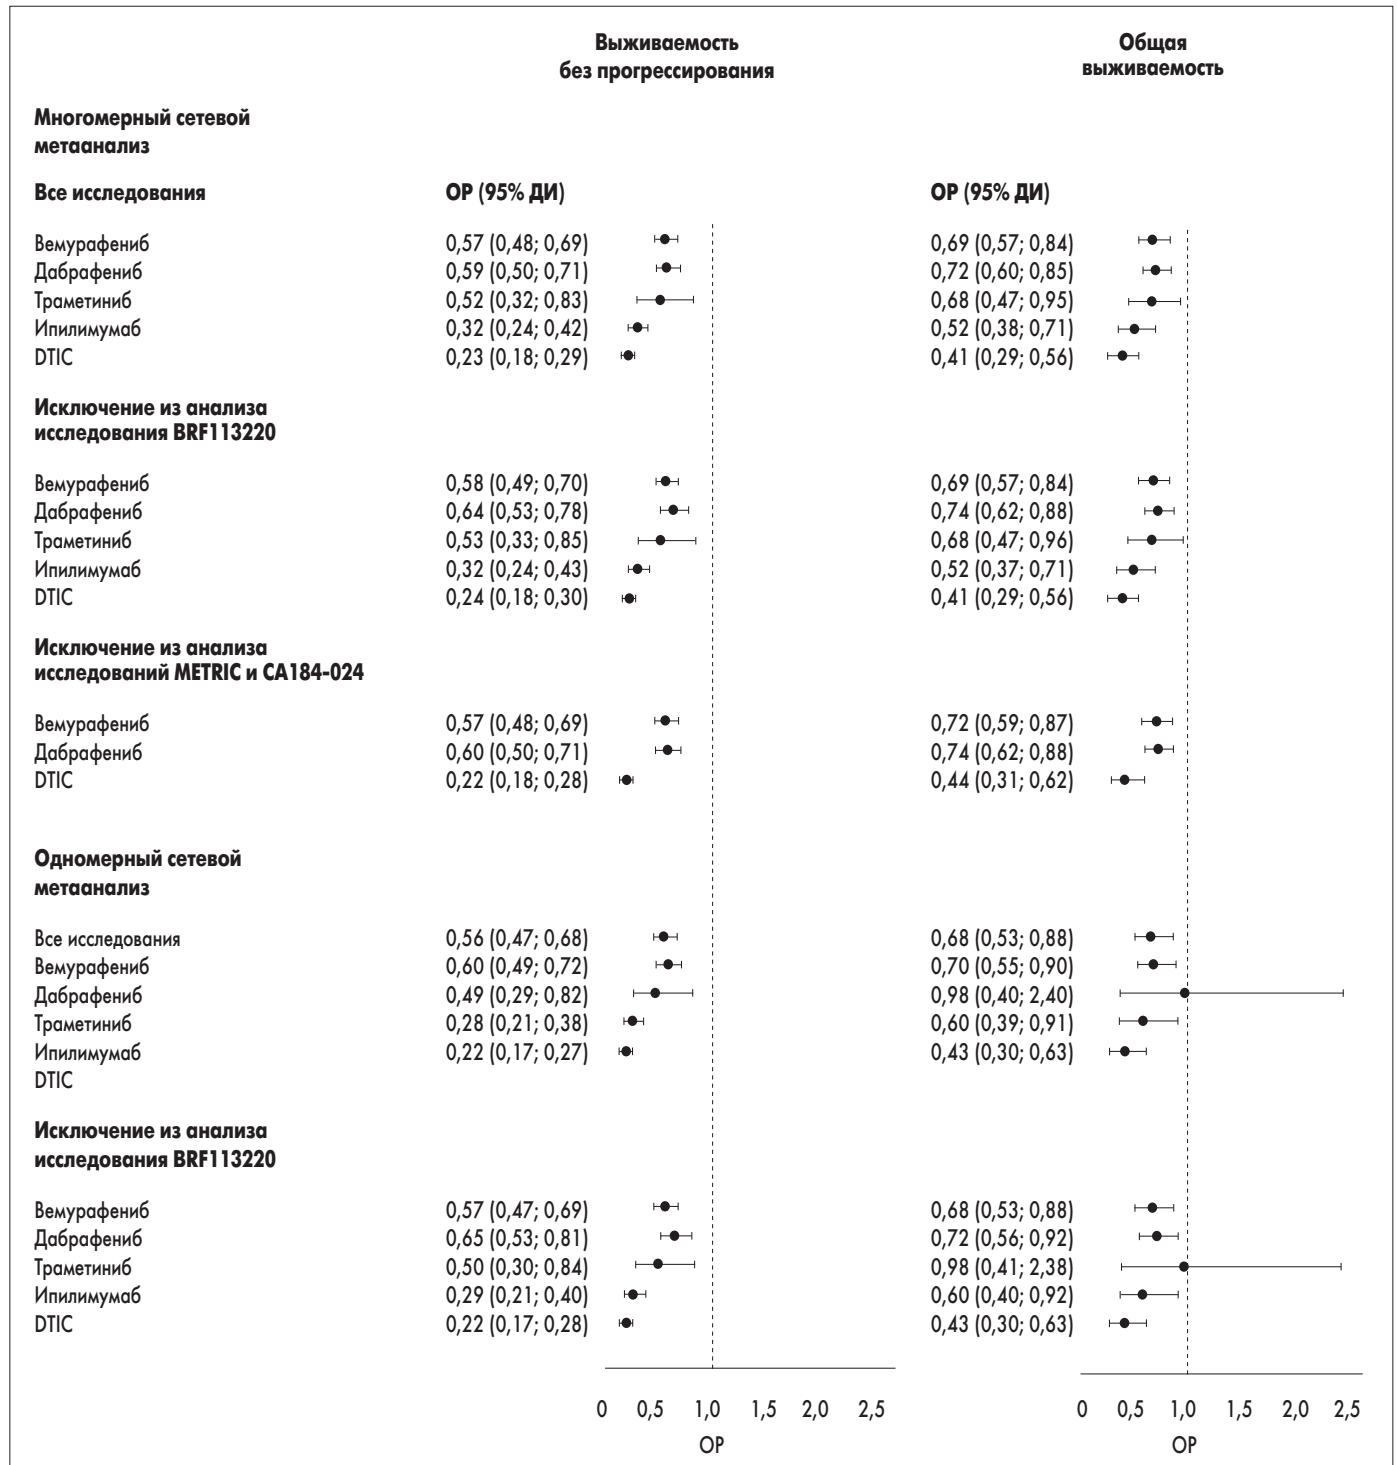 Выживаемость
без прогрессирования
Общая
выживаемость
Многомерный сетевой
метаанализ
Все исследования ОР (95% ДИ) ОР (95% ДИ)
Вемурафениб 0,57 (0,48; 0,69) 0,69 (0,57; 0,84)
Дабрафениб 0,59 (0,50; 0,71) 0,72 (0,60; 0,85)
Траметиниб 0,52 (0,32; 0,83) 0,68 (0,47; 0,95)
Ипилимумаб 0,32 (0,24; 0,42) 0,52 (0,38; 0,71)
DTIC 0,23 (0,18; 0,29) 0,41 (0,29; 0,56)
Исключение из анализа
исследования BRF113220
Вемурафениб 0,58 (0,49; 0,70) 0,69 (0,57; 0,84)
Дабрафениб 0,64 (0,53; 0,78) 0,74 (0,62; 0,88)
Траметиниб 0,53 (0,33; 0,85) 0,68 (0,47; 0,96)
Ипилимумаб 0,32 (0,24; 0,43) 0,52 (0,37; 0,71)
DTIC 0,24 (0,18; 0,30) 0,41 (0,29; 0,56)
Исключение из анализа
исследований METRIC и CA184-024
Вемурафениб 0,57 (0,48; 0,69) 0,72 (0,59; 0,87)
Дабрафениб 0,60 (0,50; 0,71) 0,74 (0,62; 0,88)
DTIC 0,22 (0,18; 0,28) 0,44 (0,31; 0,62)
Одномерный сетевой
метаанализ
Все исследования 0,56 (0,47; 0,68) 0,68 (0,53; 0,88)
Вемурафениб 0,60 (0,49; 0,72) 0,70 (0,55; 0,90)
Дабрафениб 0,49 (0,29; 0,82) 0,98 (0,40; 2,40)
Траметиниб 0,28 (0,21; 0,38) 0,60 (0,39; 0,91)
Ипилимумаб 0,22 (0,17; 0,27) 0,43 (0,30; 0,63)
DTIC
Исключение из анализа
исследования BRF113220
Вемурафениб 0,57 (0,47; 0,69) 0,68 (0,53; 0,88)
Дабрафениб 0,65 (0,53; 0,81) 0,72 (0,56; 0,92)
Траметиниб 0,50 (0,30; 0,84) 0,98 (0,41; 2,38)
Ипилимумаб 0,29 (0,21; 0,40) 0,60 (0,40; 0,92)
DTIC 0,22 (0,17; 0,28) 0,43 (0,30; 0,63)
0 0,5 1,0 1,5 2,0 2,5 0 0,5 1,0 1,5 2,0 2,5
ОР ОР